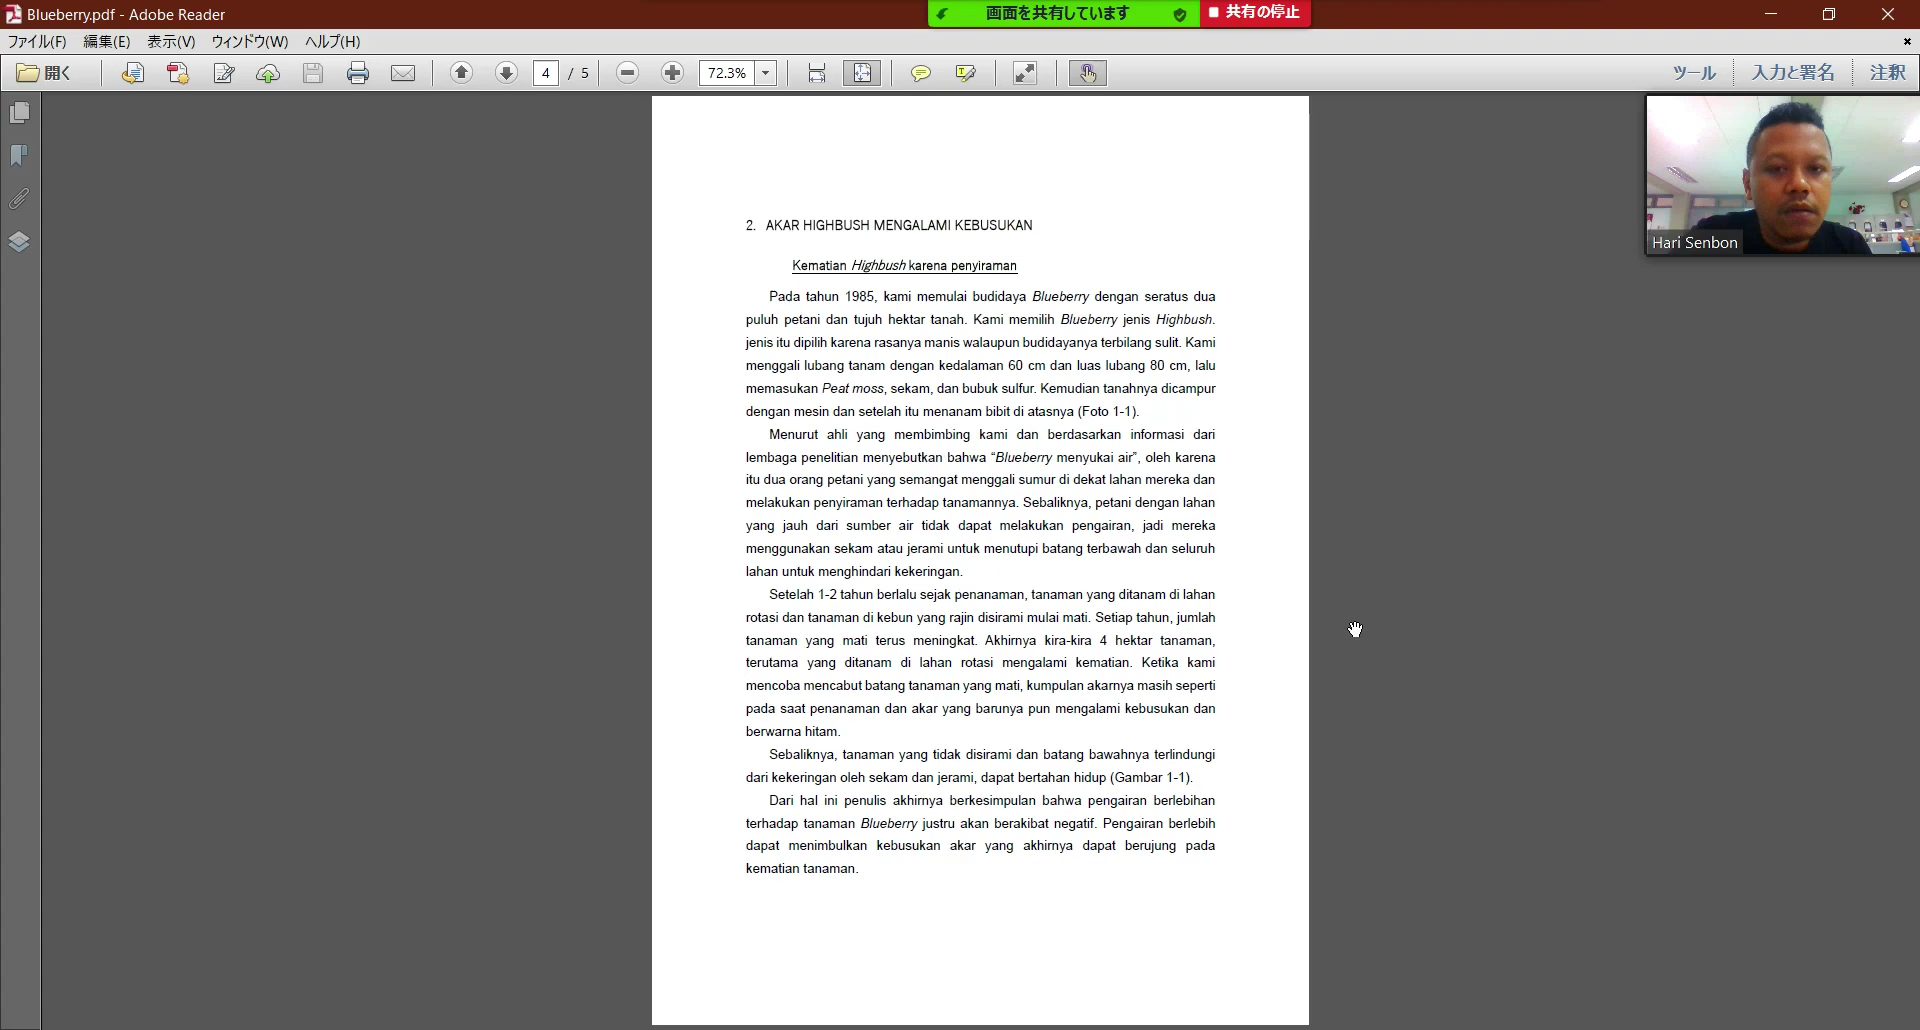 Blueberry.pdf - Adobe Reader
画面を共有しています
共有の停止
ファイル(F) 編集(E) 表示(V) ウィンドウ(W) ヘルプ(H)
開く
4 / 5
72.3%
ツール
入力と署名
注釈
Hari Senbon
2. AKAR HIGHBUSH MENGALAMI KEBUSUKAN
Kematian Highbush karena penyiraman
Pada tahun 1985, kami memulai budidaya Blueberry dengan seratus dua
puluh petani dan tujuh hektar tanah. Kami memilih Blueberry jenis Highbush.
jenis itu dipilih karena rasanya manis walaupun budidayanya terbilang sulit. Kami
menggali lubang tanam dengan kedalaman 60 cm dan luas lubang 80 cm, lalu
memasukan Peat moss, sekam, dan bubuk sulfur. Kemudian tanahnya dicampur
dengan mesin dan setelah itu menanam bibit di atasnya (Foto 1-1).
Menurut ahli yang membimbing kami dan berdasarkan informasi dari
lembaga penelitian menyebutkan bahwa “Blueberry menyukai air”, oleh karena
itu dua orang petani yang semangat menggali sumur di dekat lahan mereka dan
melakukan penyiraman terhadap tanamannya. Sebaliknya, petani dengan lahan
yang jauh dari sumber air tidak dapat melakukan pengairan, jadi mereka
menggunakan sekam atau jerami untuk menutupi batang terbawah dan seluruh
lahan untuk menghindari kekeringan.
Setelah 1-2 tahun berlalu sejak penanaman, tanaman yang ditanam di lahan
rotasi dan tanaman di kebun yang rajin disirami mulai mati. Setiap tahun, jumlah
tanaman yang mati terus meningkat. Akhirnya kira-kira 4 hektar tanaman,
terutama yang ditanam di lahan rotasi mengalami kematian. Ketika kami
mencoba mencabut batang tanaman yang mati, kumpulan akarnya masih seperti
pada saat penanaman dan akar yang barunya pun mengalami kebusukan dan
berwarna hitam.
Sebaliknya, tanaman yang tidak disirami dan batang bawahnya terlindungi
dari kekeringan oleh sekam dan jerami, dapat bertahan hidup (Gambar 1-1).
Dari hal ini penulis akhirnya berkesimpulan bahwa pengairan berlebihan
terhadap tanaman Blueberry justru akan berakibat negatif. Pengairan berlebih
dapat menimbulkan kebusukan akar yang akhirnya dapat berujung pada
kematian tanaman.